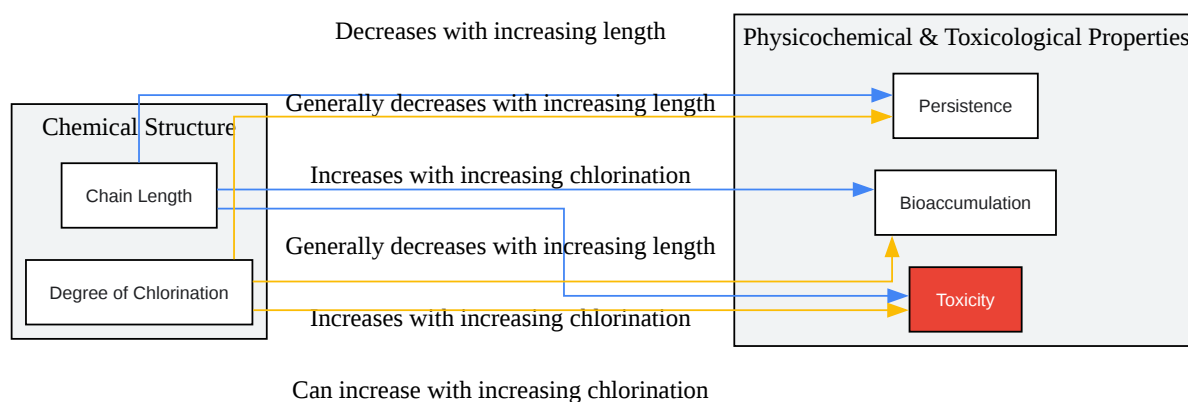 Decreases with increasing length
Physicochemical & Toxicological Properties
Persistence
Generally decreases with increasing length
Chemical Structure
Increases with increasing chlorination
Chain Length
Bioaccumulation
Generally decreases with increasing length
Degree of Chlorination
Toxicity
Increases with increasing chlorination
Can increase with increasing chlorination